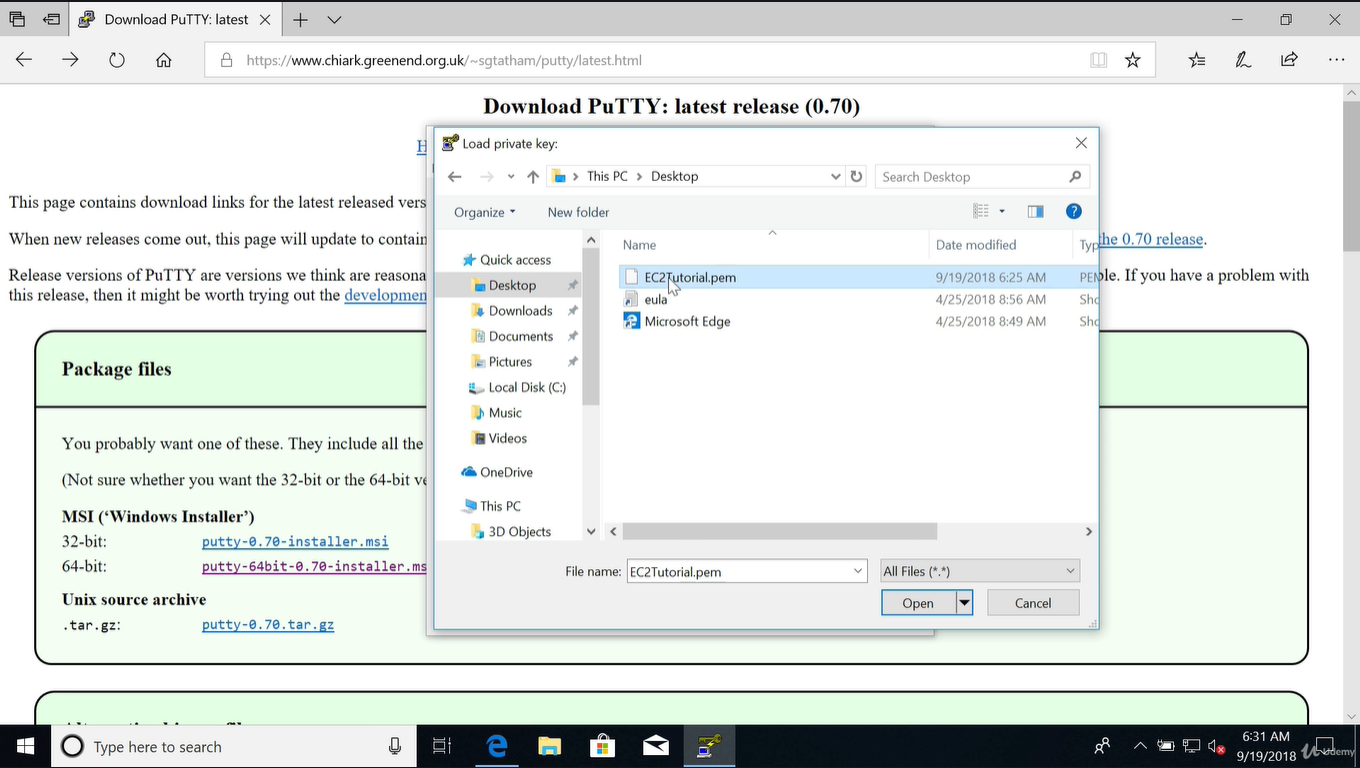 Download PuTTY: latest
https://www.chiark.greenend.org.uk/~sgtatham/putty/latest.html
Download PuTTY: latest release (0.70)
H
Load private key:
This PC > Desktop
Search Desktop
Organize
New folder
Name
Date modified
Typ
Quick access
Desktop
Downloads
Documents
Pictures
Local Disk (C:)
Music
Videos
OneDrive
This PC
3D Objects
EC2Tutorial.pem 9/19/2018 6:25 AM PEM
eula 4/25/2018 8:56 AM Sho
Microsoft Edge 4/25/2018 8:49 AM Sho
File name: EC2Tutorial.pem
All Files (*.*)
Open
Cancel
This page contains download links for the latest released vers
When new releases come out, this page will update to contain
the 0.70 release.
Release versions of PuTTY are versions we think are reasona
ble. If you have a problem with
this release, then it might be worth trying out the developmen
Package files
You probably want one of these. They include all the
(Not sure whether you want the 32-bit or the 64-bit ve
MSI (‘Windows Installer’)
32-bit: putty-0.70-installer.msi
64-bit: putty-64bit-0.70-installer.ms
Unix source archive
.tar.gz: putty-0.70.tar.gz
Type here to search
6:31 AM
9/19/2018
Udemy